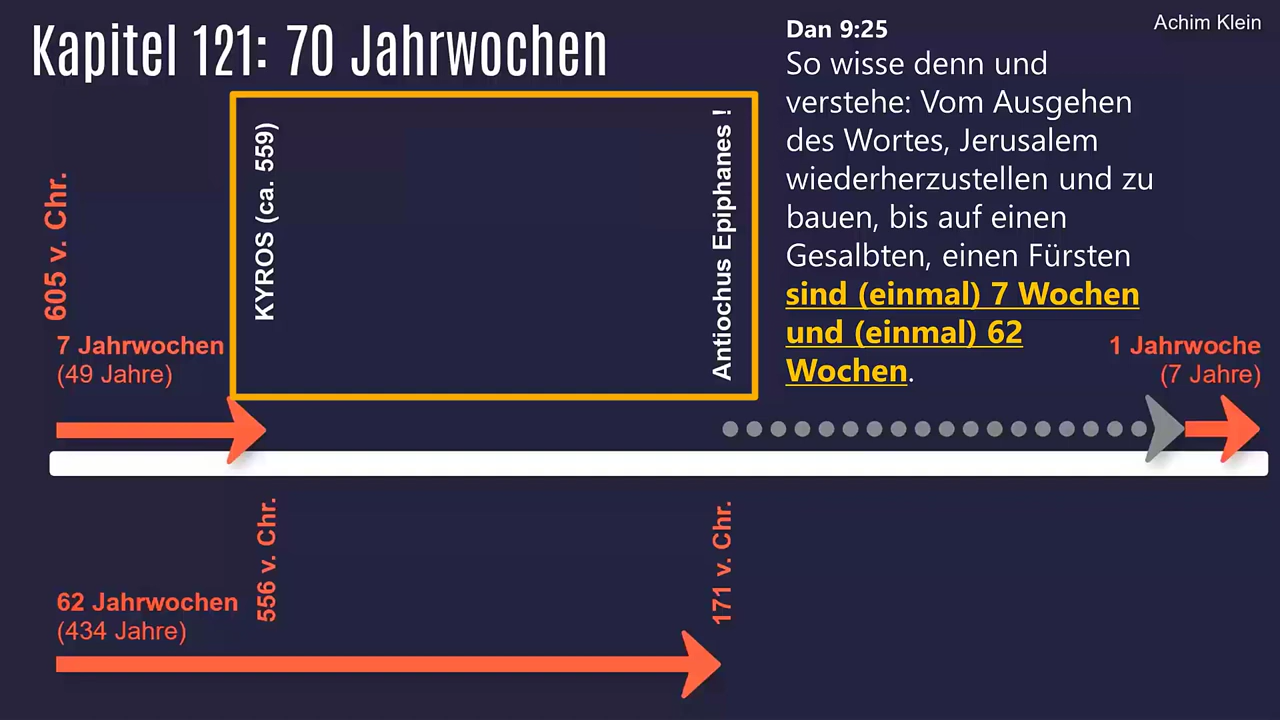 Kapitel 121: 70 Jahrwochen
Achim Klein
Dan 9:25
So wisse denn und
verstehe: Vom Ausgehen
des Wortes, Jerusalem
wiederherzustellen und zu
bauen, bis auf einen
Gesalbten, einen Fürsten
sind (einmal) 7 Wochen
und (einmal) 62
Wochen.
605 v. Chr.
KYROS (ca. 559)
Antiochus Epiphanes !
7 Jahrwochen
(49 Jahre)
1 Jahrwoche
(7 Jahre)
556 v. Chr.
171 v. Chr.
62 Jahrwochen
(434 Jahre)